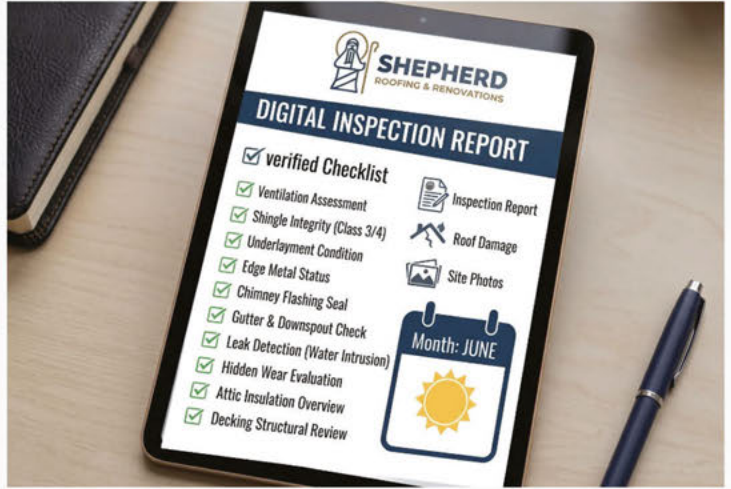 SHEPHERD
ROOFING & RENOVATIONS
DIGITAL INSPECTION REPORT
verified Checklist
Ventilation Assessment
Shingle Integrity (Class 3/4)
Underlayment Condition
Edge Metal Status
Chimney Flashing Seal
Gutter & Downspout Check
Leak Detection (Water Intrusion)
Hidden Wear Evaluation
Attic Insulation Overview
Decking Structural Review
Inspection Report
Roof Damage
Site Photos
Month: JUNE